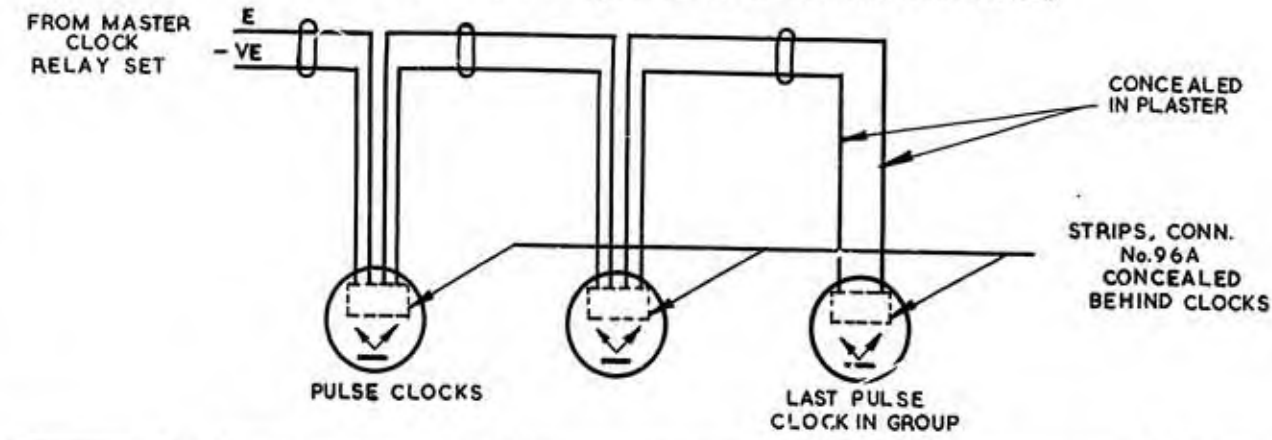 FROM MASTER
CLOCK
RELAY SET
E
- VE
CONCEALED
IN PLASTER
STRIPS, CONN.
No.96A
CONCEALED
BEHIND CLOCKS
PULSE CLOCKS
LAST PULSE
CLOCK IN GROUP